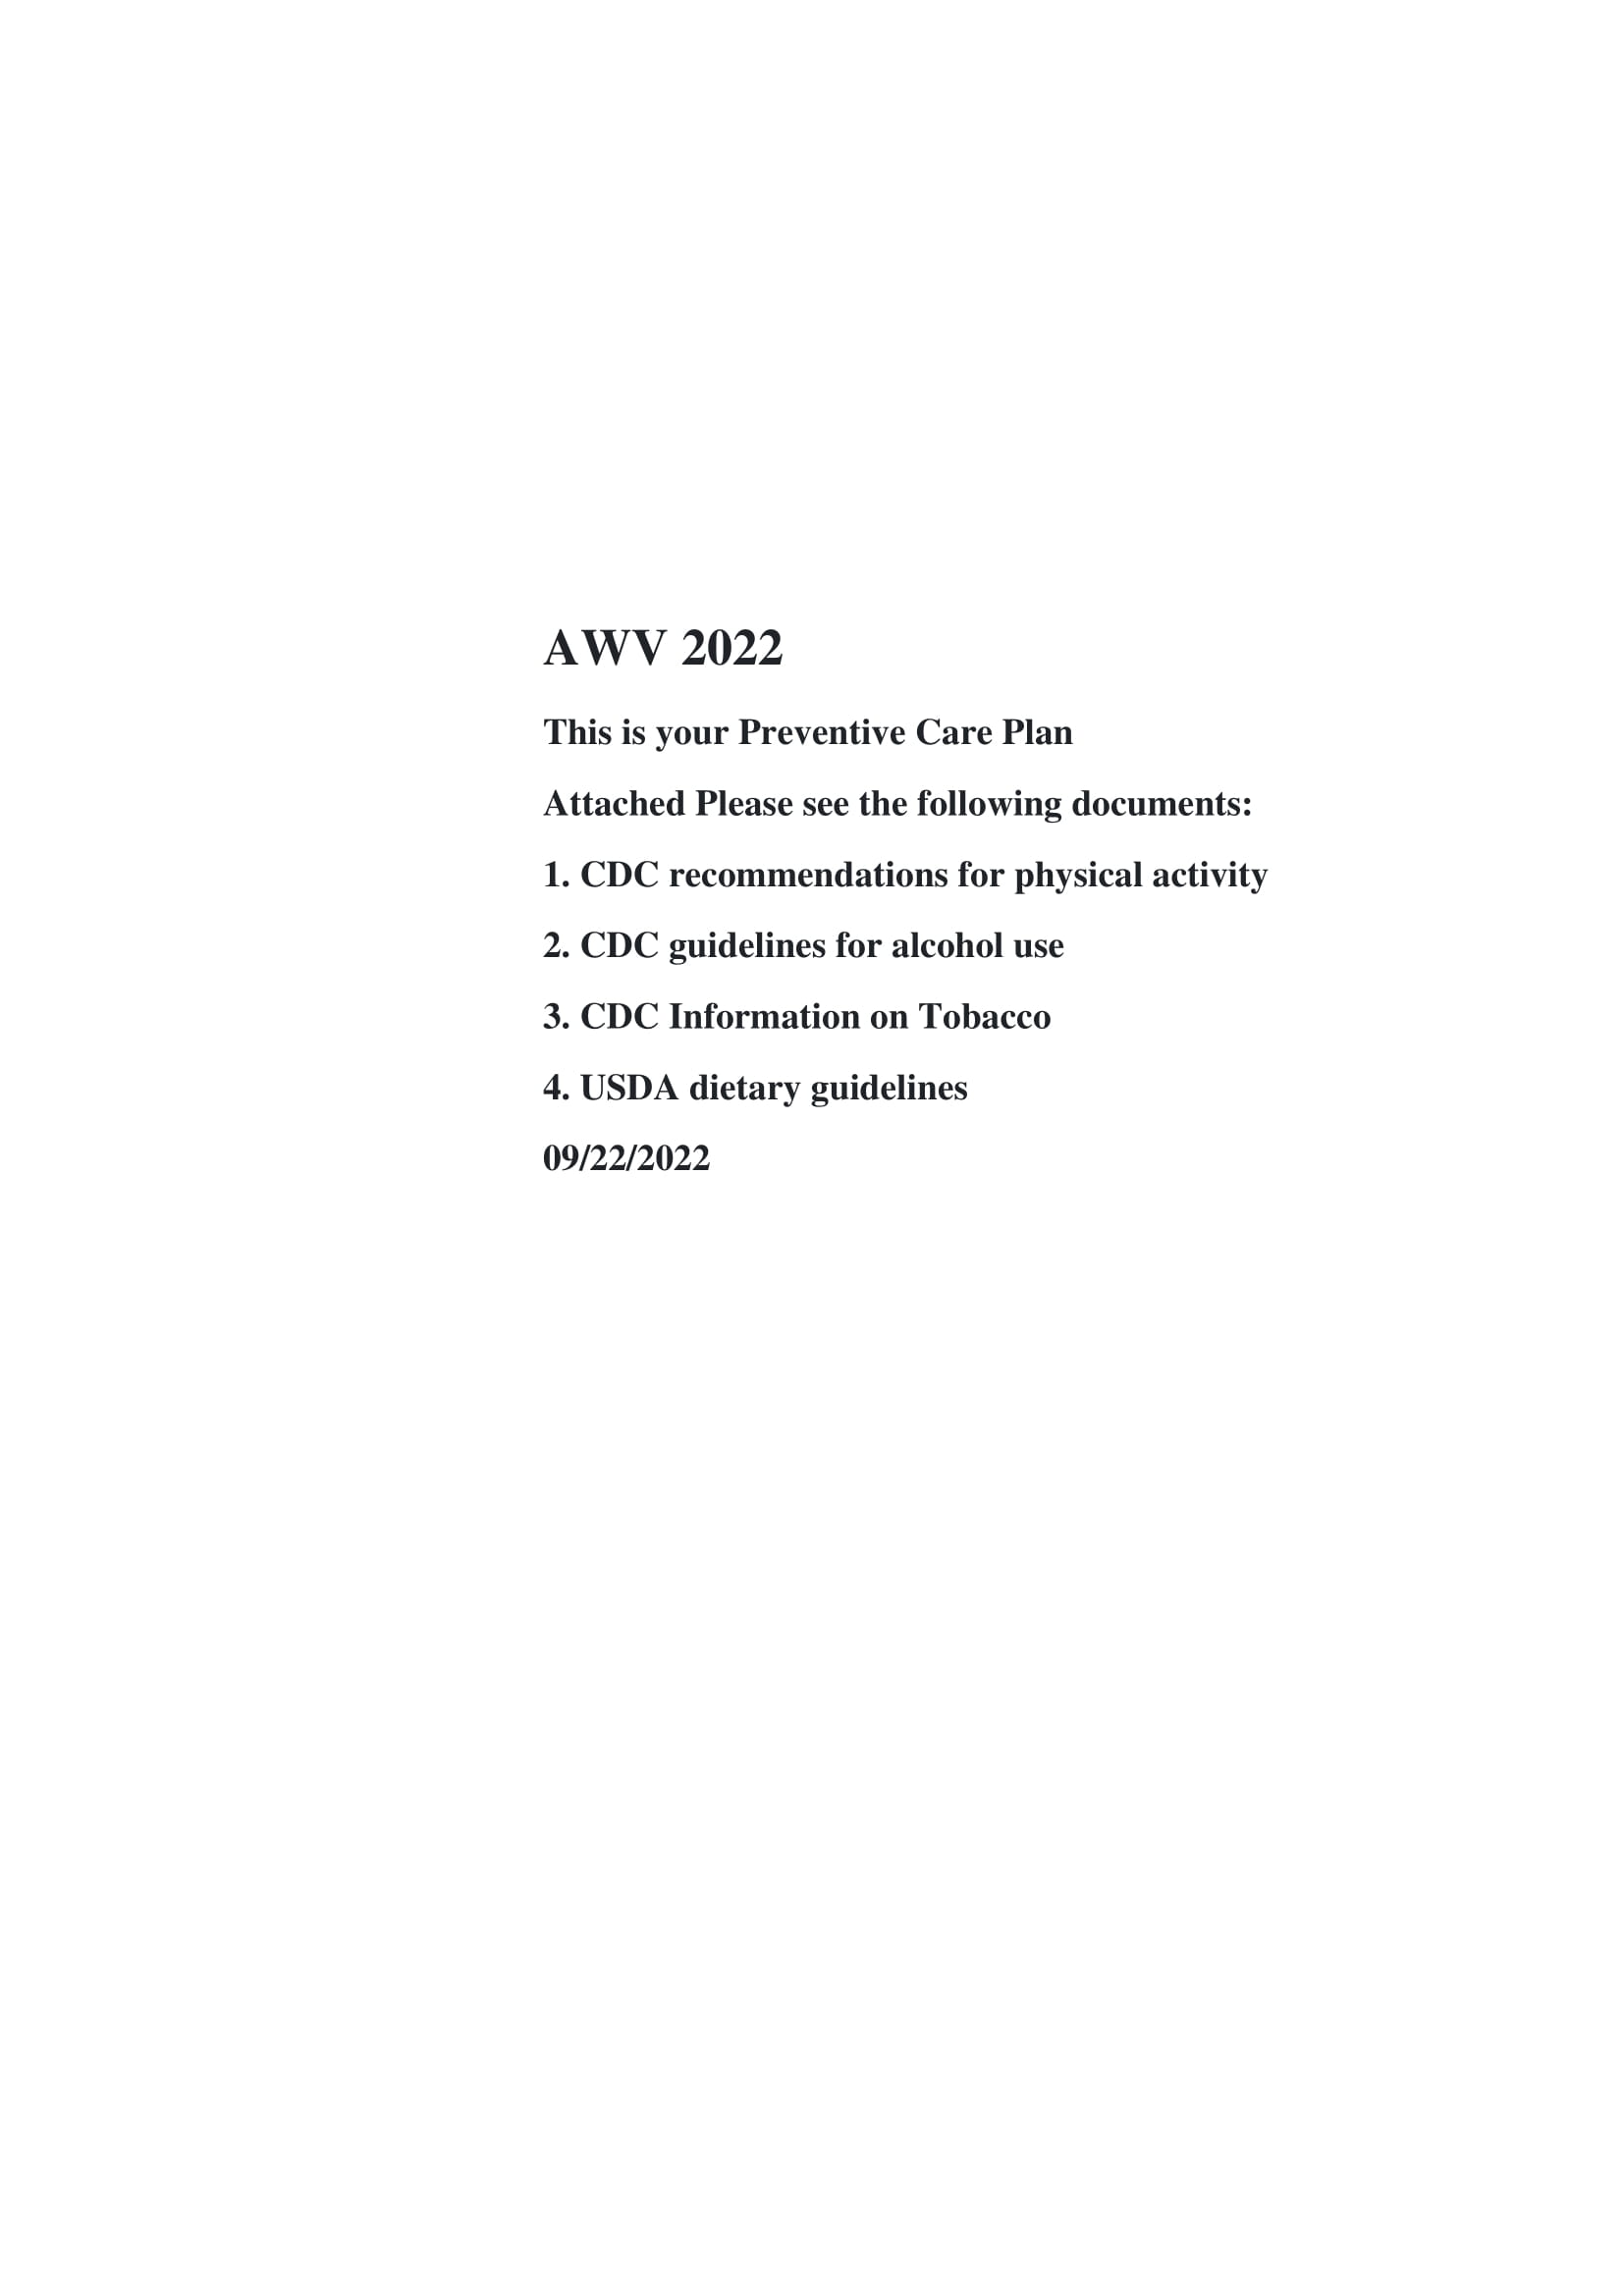 AWV 2022
This is your Preventive Care Plan
Attached Please see the following documents:
1. CDC recommendations for physical activity
2. CDC guidelines for alcohol use
3. CDC Information on Tobacco
4. USDA dietary guidelines
09/22/2022